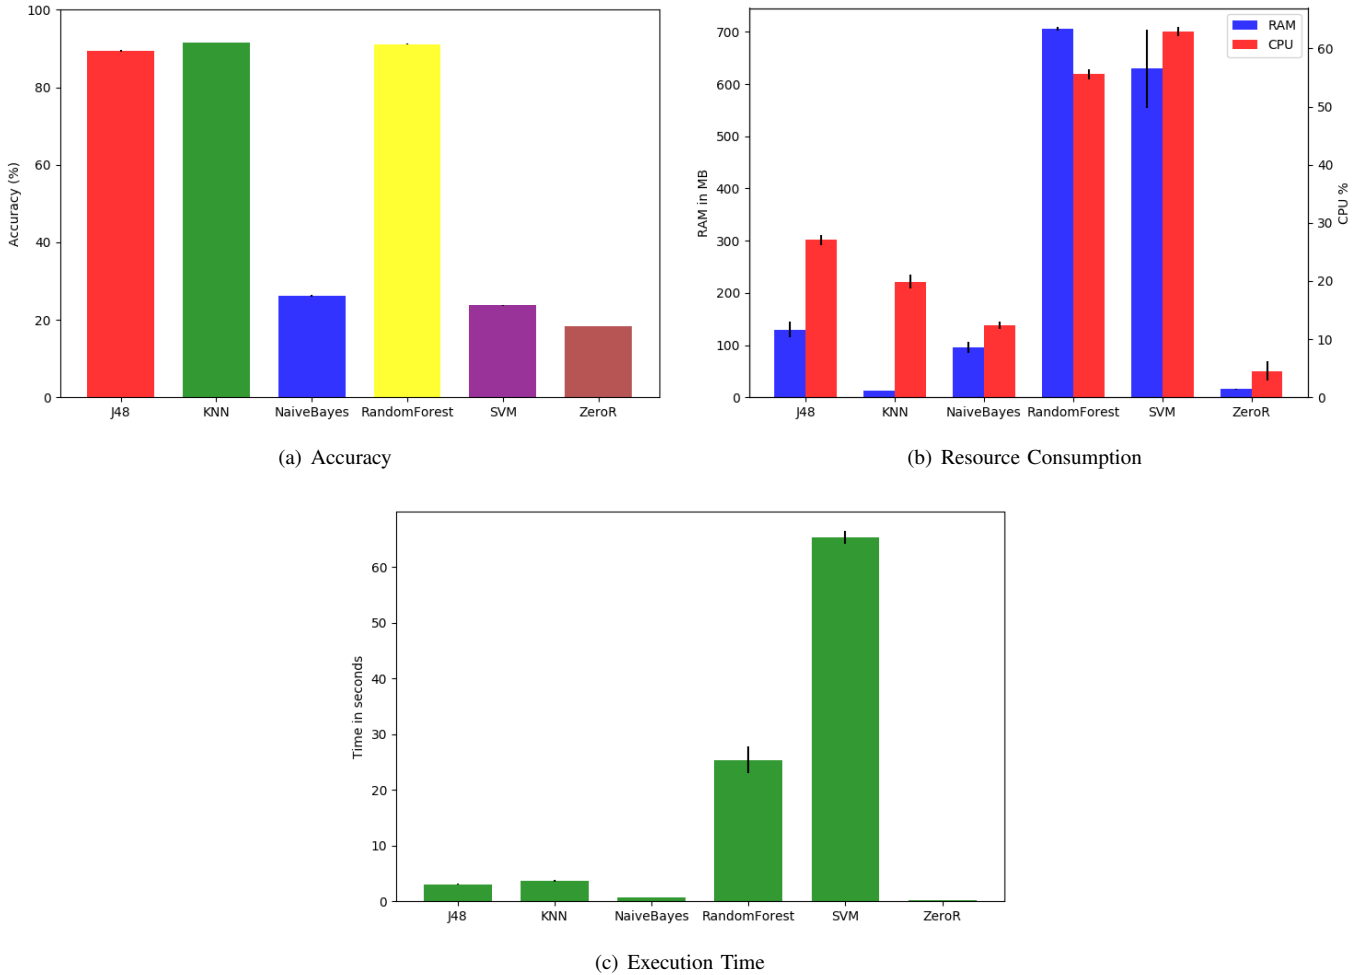 100
80
60
40
20
0
Accuracy (%)
J48 KNN NaiveBayes RandomForest SVM ZeroR
(a) Accuracy
700
600
500
400
300
200
100
0
RAM in MB
RAM
CPU
60
50
40
30
20
10
0
CPU %
J48 KNN NaiveBayes RandomForest SVM ZeroR
(b) Resource Consumption
60
50
40
30
20
10
0
Time in seconds
J48 KNN NaiveBayes RandomForest SVM ZeroR
(c) Execution Time